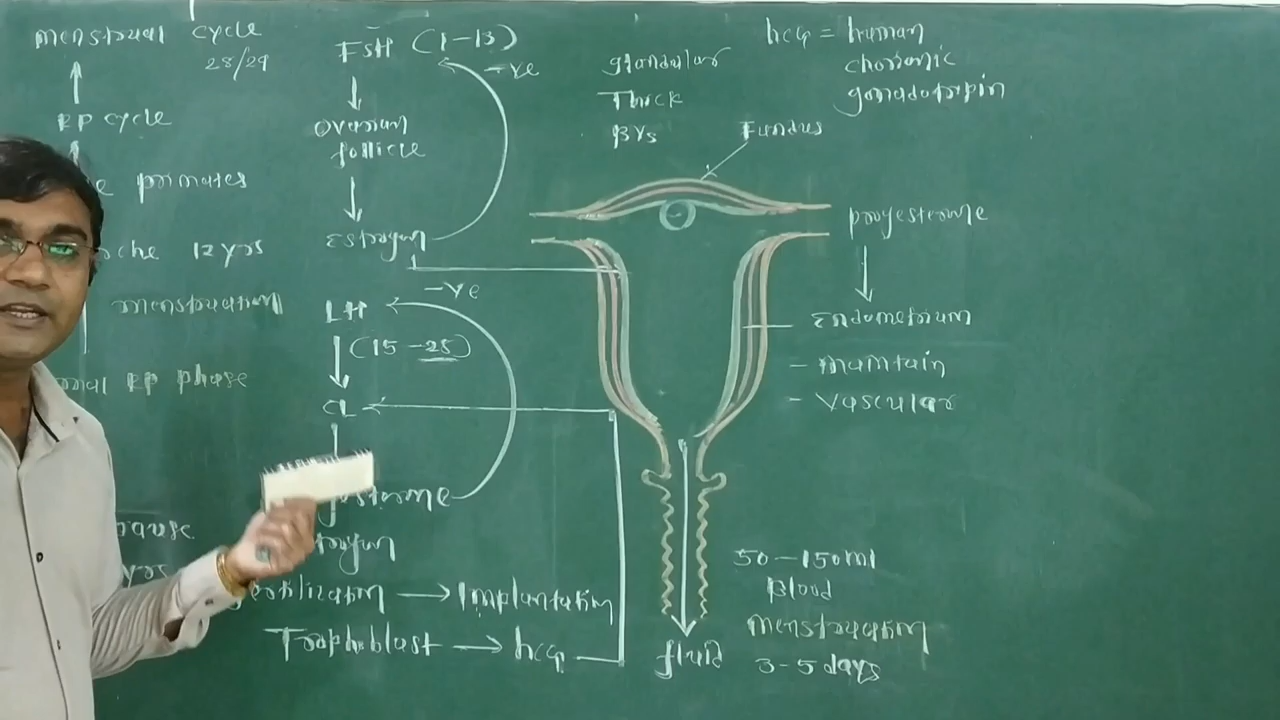 menstrual cycle
28/29
RP cycle
primates
12 yrs
menstruation
RP phase
yrs
FSH (1-13)
-ve
ovarian
follicle
Estrogen
-ve
LH
(15-25)
CL
fertilization → Implantation
Trophoblast → hcG
glandular
Thick
BVs
Fundus
hcG = human
chorionic
gonadotropin
progesterone
Endometrium
- maintain
- vascular
50-150ml
Blood
menstruation
3-5 days
fluid